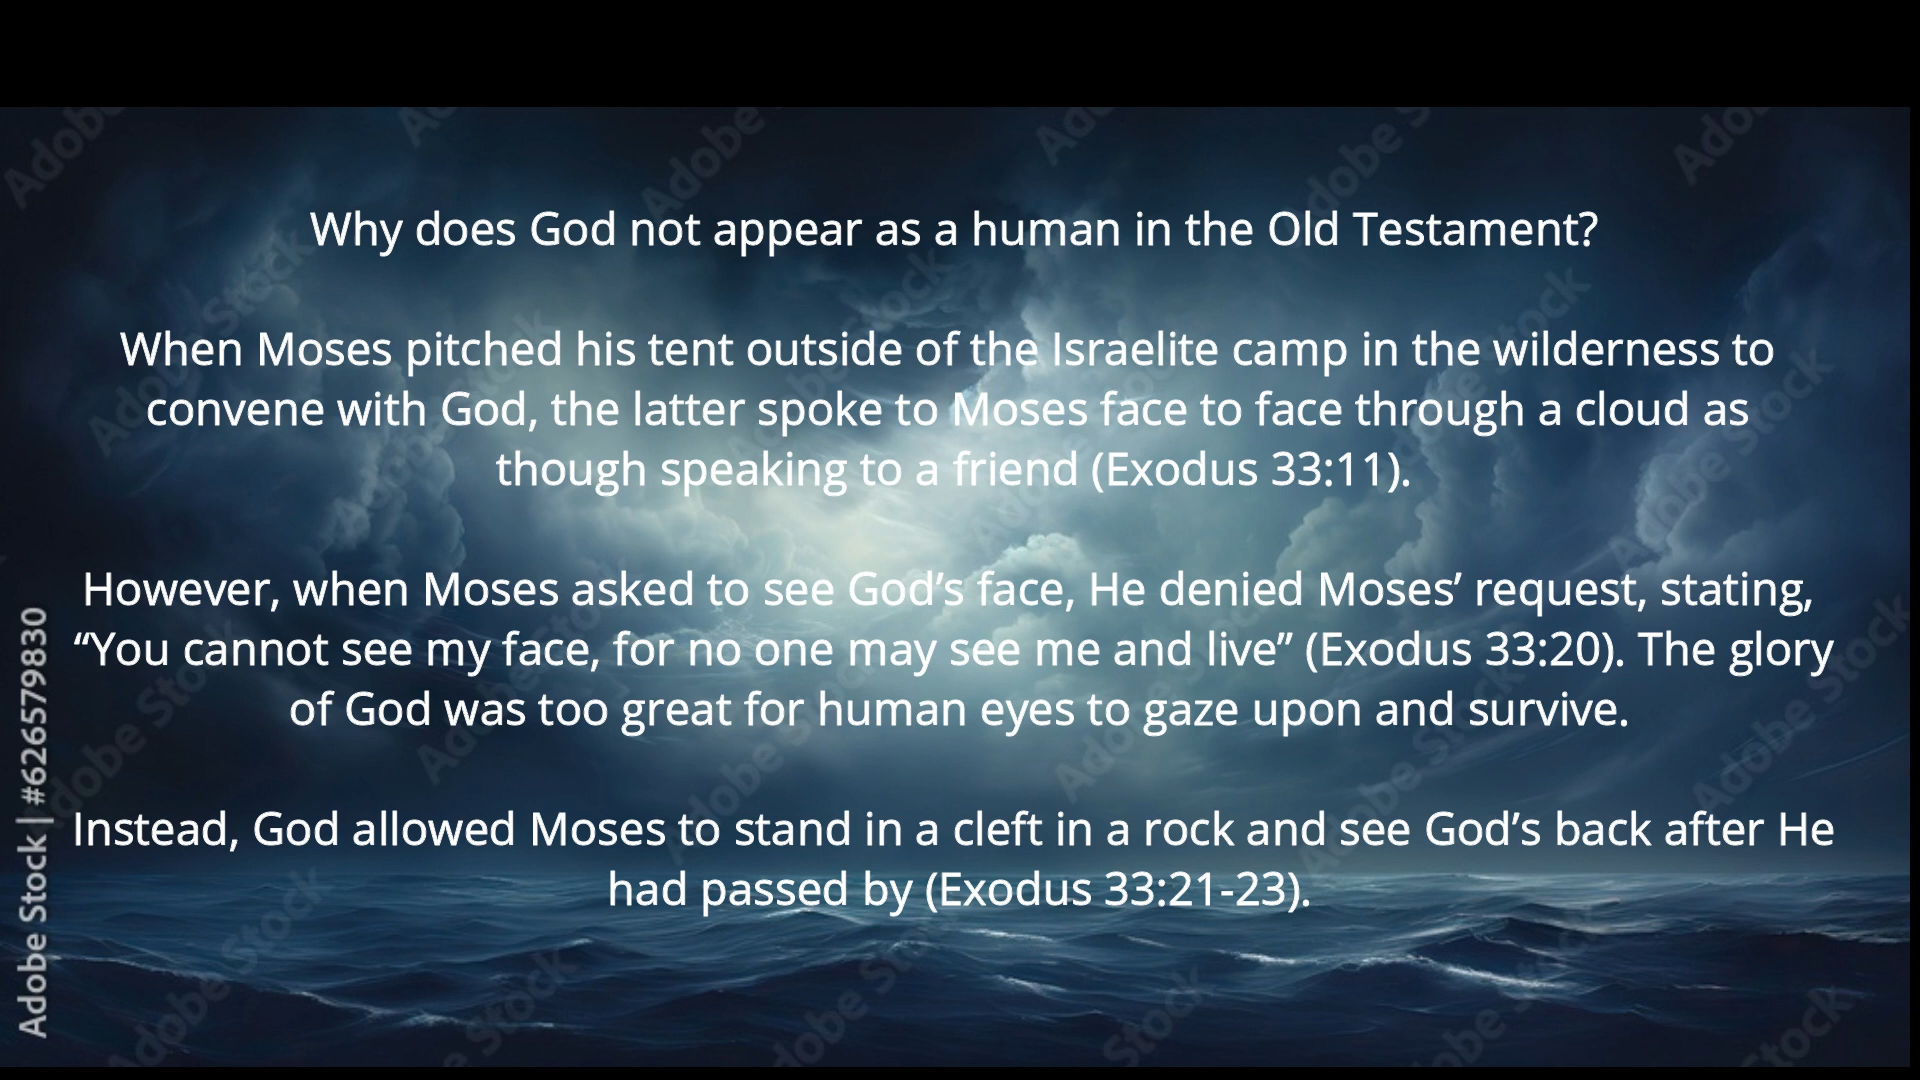 Why does God not appear as a human in the Old Testament?
When Moses pitched his tent outside of the Israelite camp in the wilderness to
convene with God, the latter spoke to Moses face to face through a cloud as
though speaking to a friend (Exodus 33:11).
However, when Moses asked to see God’s face, He denied Moses’ request, stating,
“You cannot see my face, for no one may see me and live” (Exodus 33:20). The glory
of God was too great for human eyes to gaze upon and survive.
Instead, God allowed Moses to stand in a cleft in a rock and see God’s back after He
had passed by (Exodus 33:21-23).
Adobe Stock | #626579830